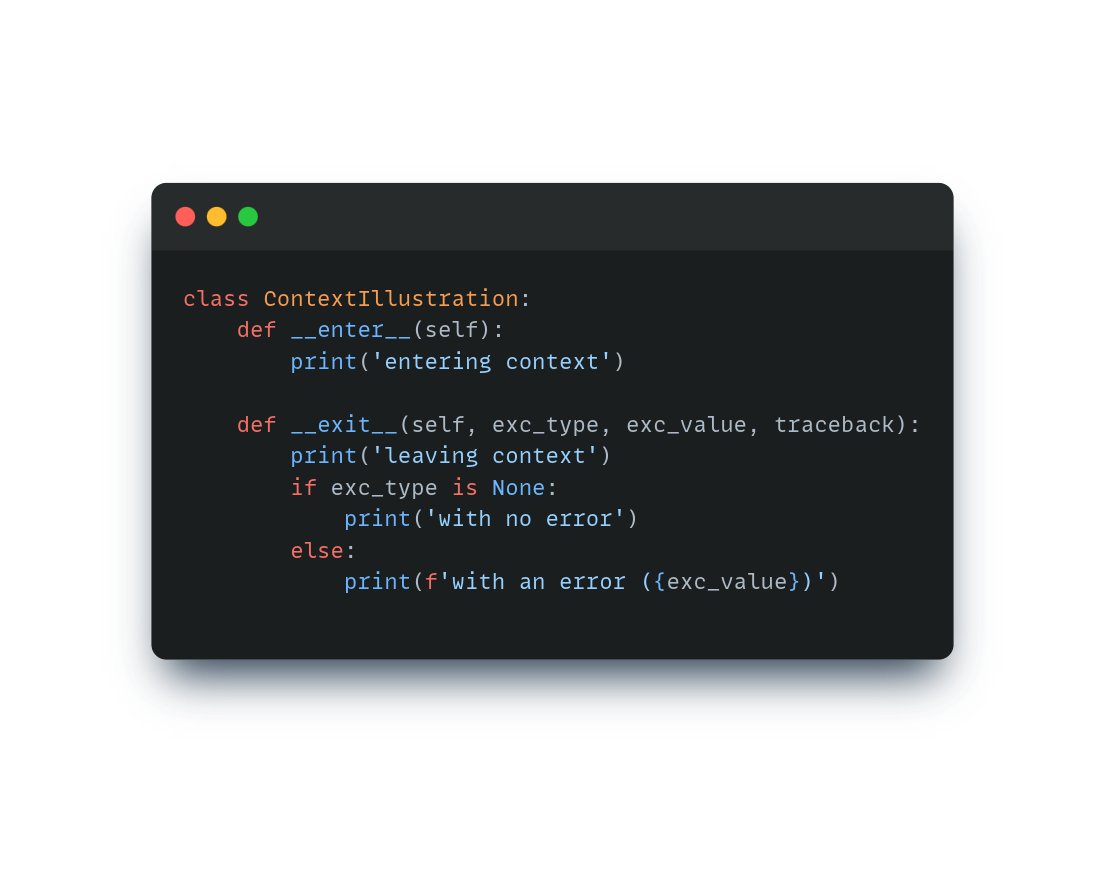 class ContextIllustration:
    def __enter__(self):
        print('entering context')

    def __exit__(self, exc_type, exc_value, traceback):
        print('leaving context')
        if exc_type is None:
            print('with no error')
        else:
            print(f'with an error ({exc_value})')